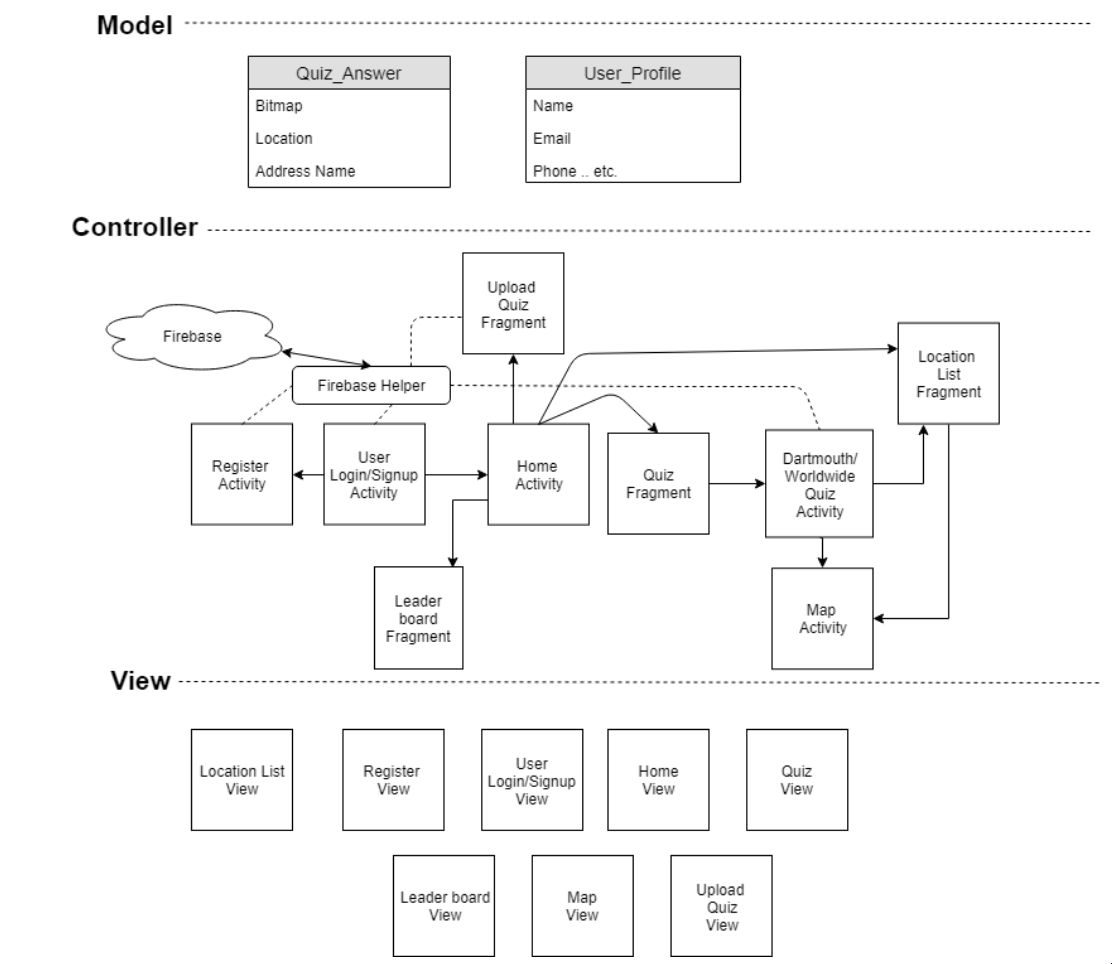 Model
Quiz_Answer
Bitmap
Location
Address Name
User_Profile
Name
Email
Phone .. etc.
Controller
Upload
Quiz
Fragment
Firebase
Firebase Helper
Location
List
Fragment
Register
Activity
User
Login/Signup
Activity
Home
Activity
Quiz
Fragment
Dartmouth/
Worldwide
Quiz
Activity
Leader
board
Fragment
Map
Activity
View
Location List
View
Register
View
User
Login/Signup
View
Home
View
Quiz
View
Leader board
View
Map
View
Upload
Quiz
View